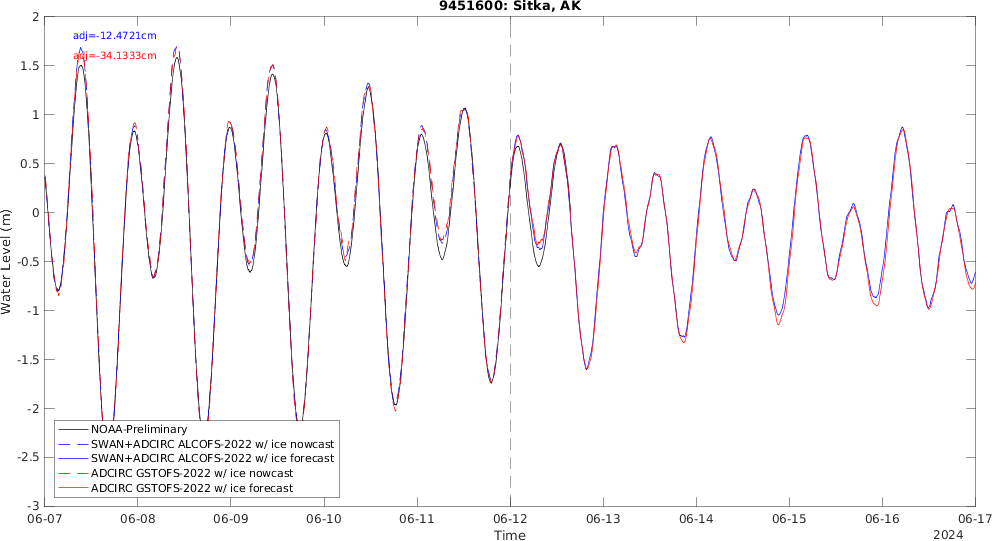 9451600: Sitka, AK
adj=-12.4721cm
adj=-34.1333cm
Water Level (m)
2
1.5
1
0.5
0
-0.5
-1
-1.5
-2
-2.5
-3
NOAA-Preliminary
SWAN+ADCIRC ALCOFS-2022 w/ ice nowcast
SWAN+ADCIRC ALCOFS-2022 w/ ice forecast
ADCIRC GSTOFS-2022 w/ ice nowcast
ADCIRC GSTOFS-2022 w/ ice forecast
06-07 06-08 06-09 06-10 06-11 06-12 06-13 06-14 06-15 06-16 06-17
Time
2024